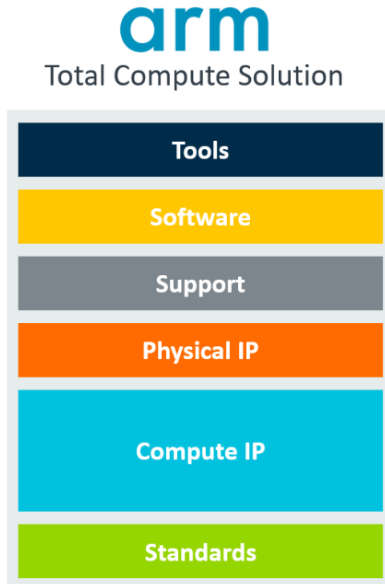 arm
Total Compute Solution
Tools
Software
Support
Physical IP
Compute IP
Standards